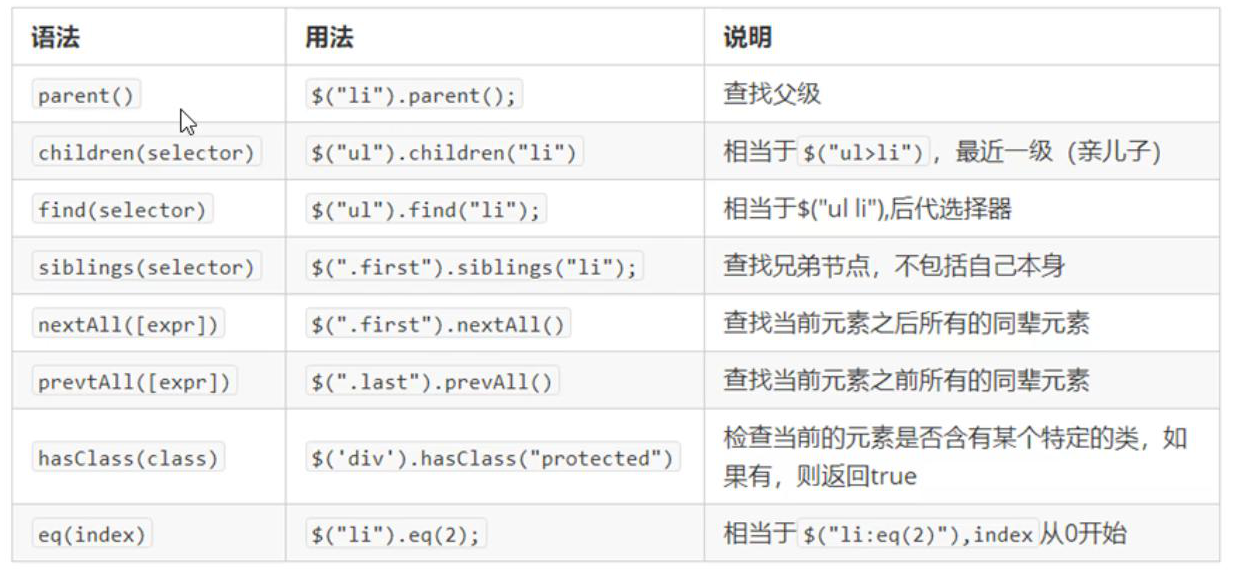 语法 用法 说明
parent() $("li").parent(); 查找父级
children(selector) $("ul").children("li") 相当于$("ul>li")，最近一级（亲儿子）
find(selector) $("ul").find("li"); 相当于$("ul li"),后代选择器
siblings(selector) $(".first").siblings("li"); 查找兄弟节点，不包括自己本身
nextAll([expr]) $(".first").nextAll() 查找当前元素之后所有的同辈元素
prevtAll([expr]) $(".last").prevAll() 查找当前元素之前所有的同辈元素
hasClass(class) $('div').hasClass("protected") 检查当前的元素是否含有某个特定的类，如
果有，则返回true
eq(index) $("li").eq(2); 相当于$("li:eq(2)"),index从0开始